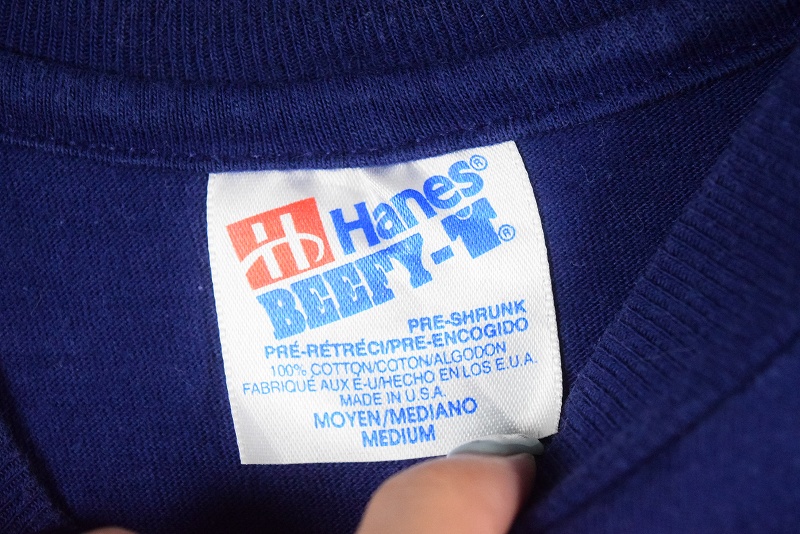 H Hanes®
BEEFY-T®
PRE-SHRUNK
PRÉ-RÉTRÉCI/PRE-ENCOGIDO
100% COTTON/COTON/ALGODON
FABRIQUÉ AUX É-U/HECHO EN LOS E.U.A.
MADE IN U.S.A.
MOYEN/MEDIANO
MEDIUM